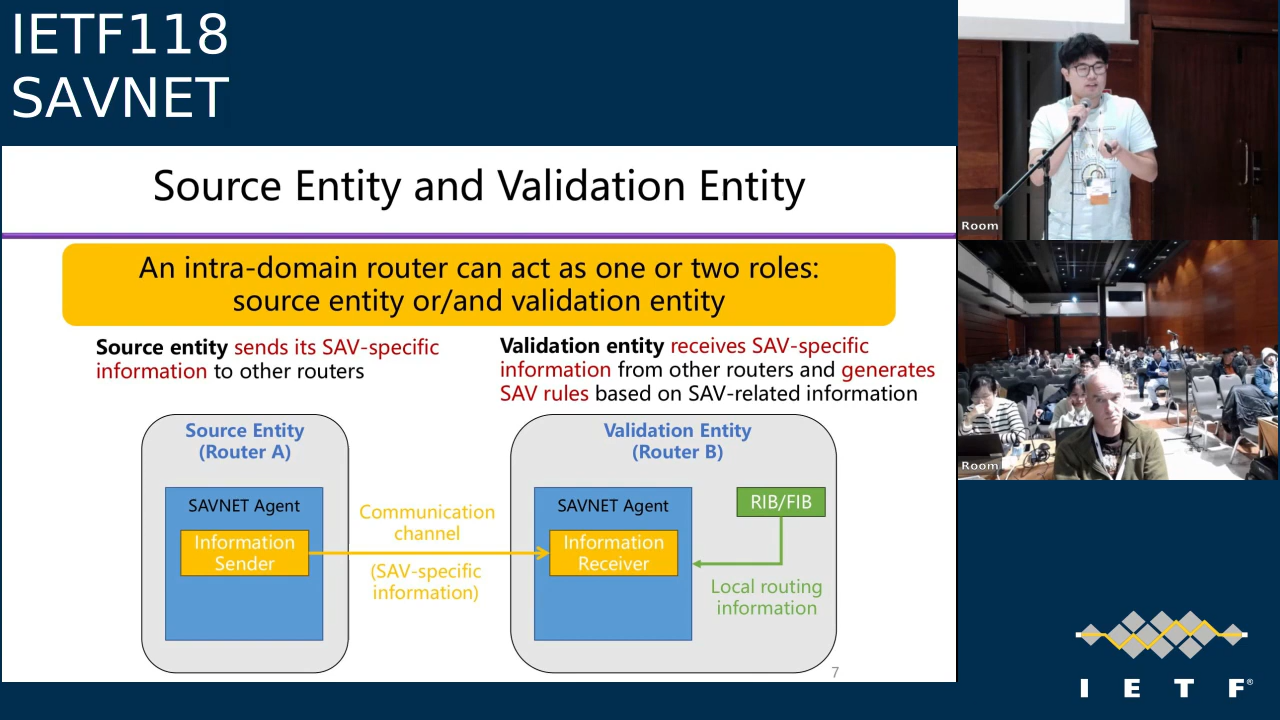 IETF118
SAVNET
Source Entity and Validation Entity
An intra-domain router can act as one or two roles:
source entity or/and validation entity
Source entity sends its SAV-specific
information to other routers
Validation entity receives SAV-specific
information from other routers and generates
SAV rules based on SAV-related information
Source Entity
(Router A)
SAVNET Agent
Information
Sender
Communication
channel
(SAV-specific
information)
Validation Entity
(Router B)
SAVNET Agent
Information
Receiver
RIB/FIB
Local routing
information
7
Room
Room
I E T F®